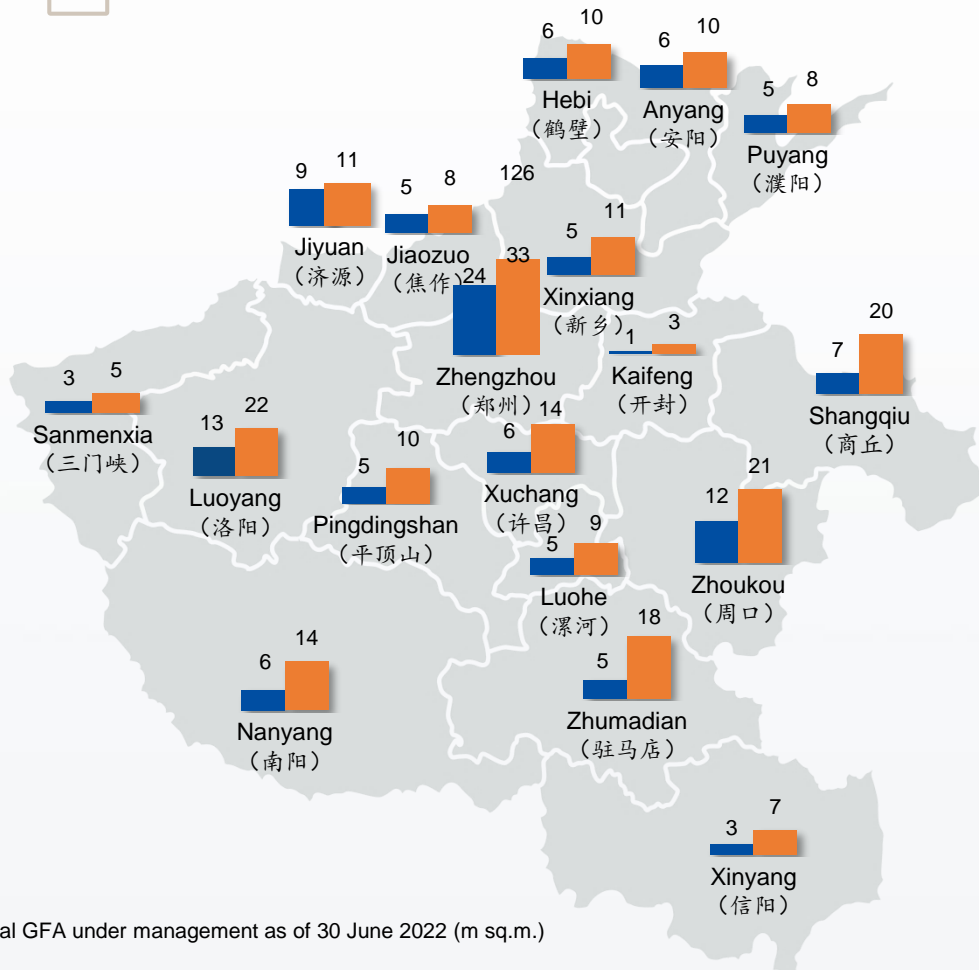 6 10
Hebi
（鹤壁）
6 10
Anyang
（安阳）
5 8
Puyang
（濮阳）
9 11
Jiyuan
（济源）
5 8
Jiaozuo
（焦作）
126
5 11
Xinxiang
（新乡）
24 33
Zhengzhou
（郑州）
1 3
Kaifeng
（开封）
7 20
Shangqiu
（商丘）
3 5
Sanmenxia
（三门峡）
13 22
Luoyang
（洛阳）
5 10
Pingdingshan
（平顶山）
6 14
Xuchang
（许昌）
12 21
Zhoukou
（周口）
5 9
Luohe
（漯河）
6 14
Nanyang
（南阳）
5 18
Zhumadian
（驻马店）
3 7
Xinyang
（信阳）
al GFA under management as of 30 June 2022 (m sq.m.)